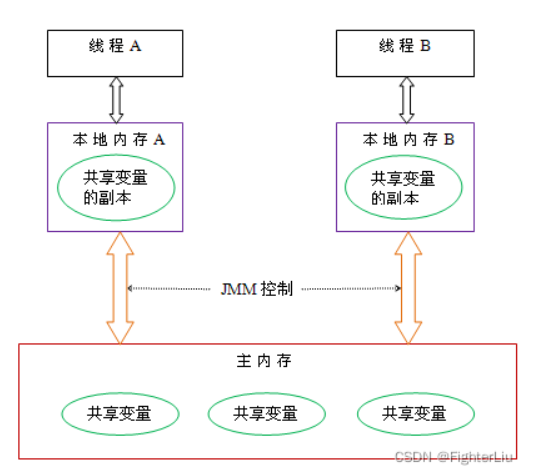 线程 A
线程 B
本地内存 A
本地内存 B
共享变量
的副本
共享变量
的副本
JMM 控制
主内存
共享变量
共享变量
共享变量
CSDN @FighterLiu